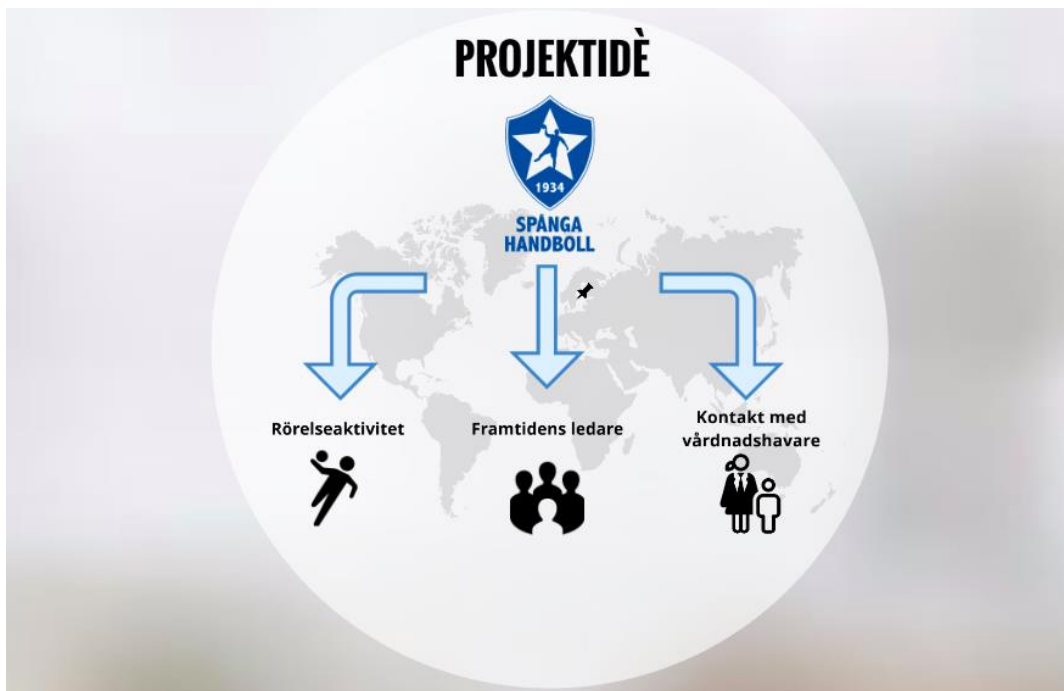 PROJEKTIDÈ
1934
SPÅNGA
HANDBOLL
Rörelseaktivitet
Framtidens ledare
Kontakt med
vårdnadshavare